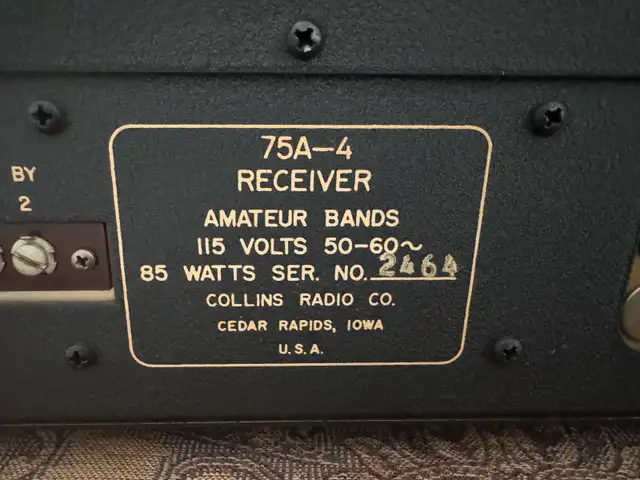 BY
2
75A-4
RECEIVER
AMATEUR BANDS
115 VOLTS 50-60~
85 WATTS SER. NO. 2464
COLLINS RADIO CO.
CEDAR RAPIDS, IOWA
U.S.A.